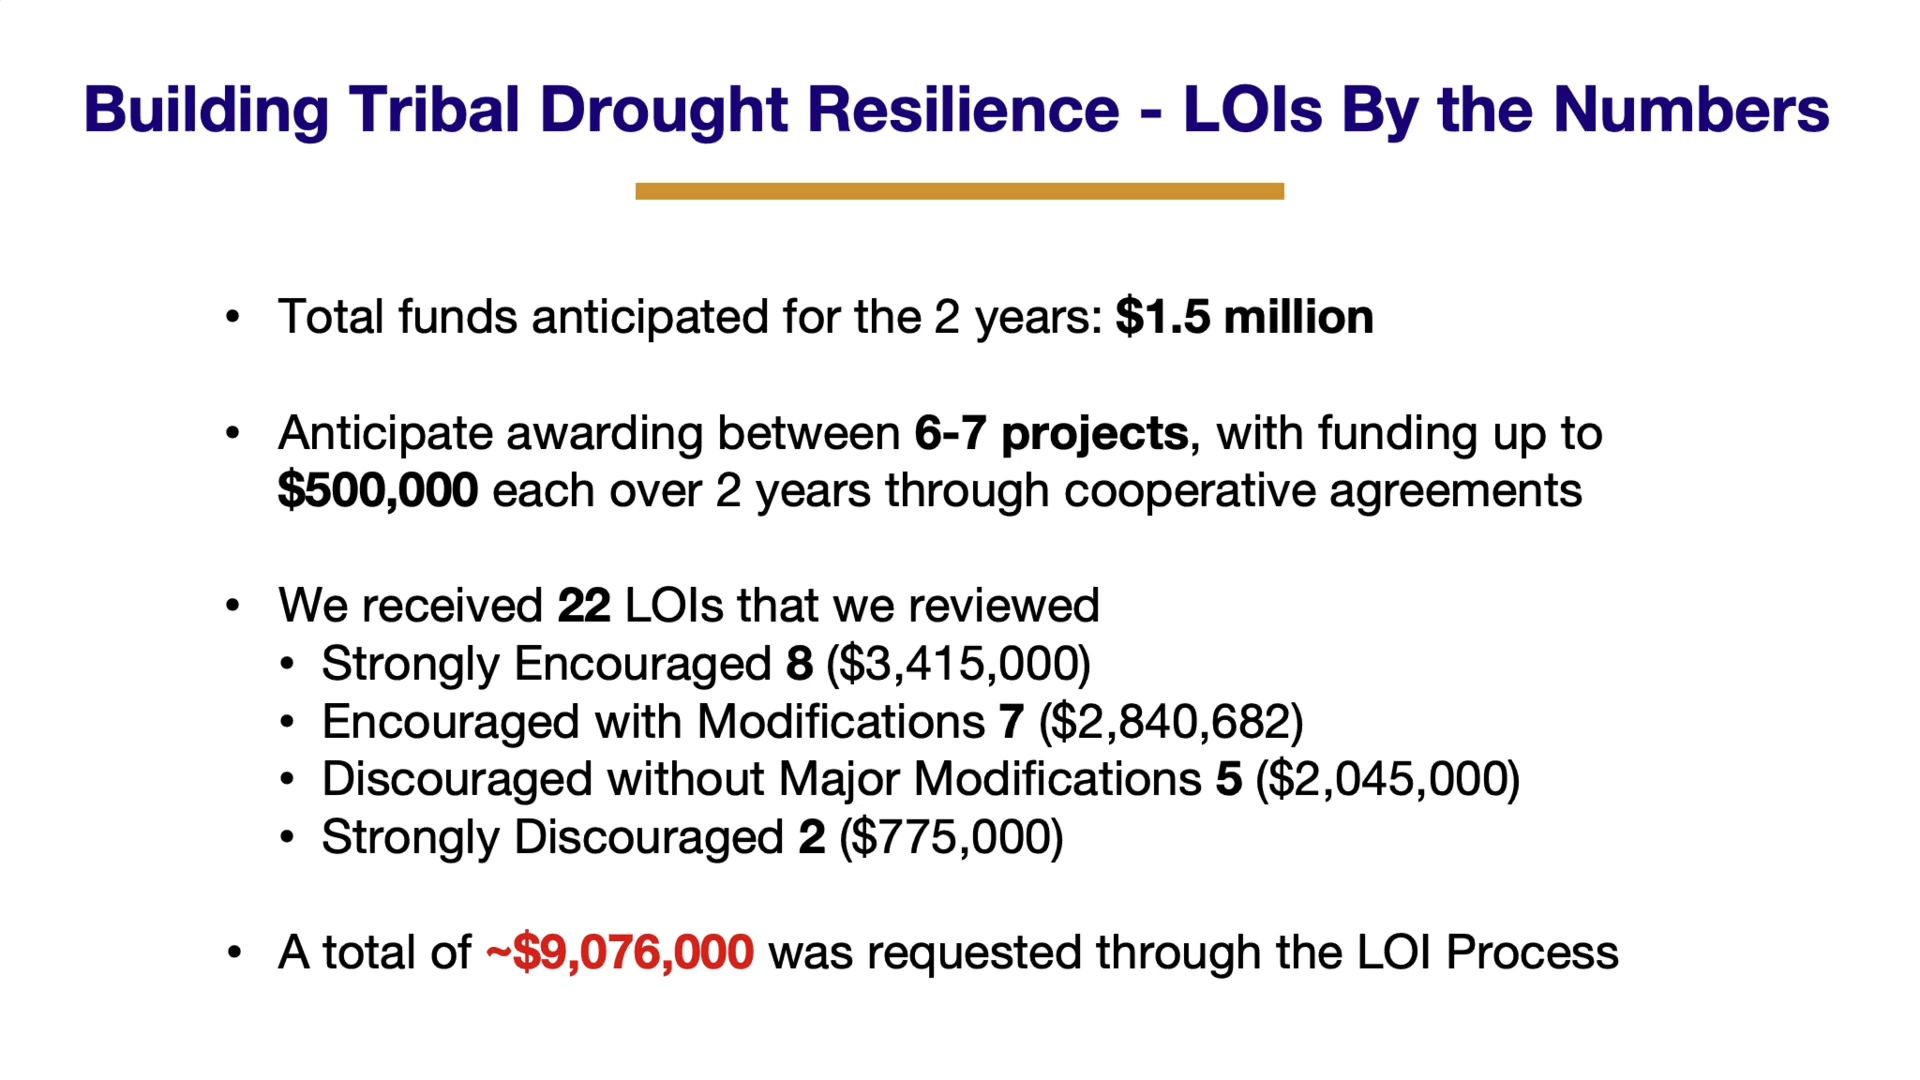 Building Tribal Drought Resilience - LOIs By the Numbers
• Total funds anticipated for the 2 years: $1.5 million
• Anticipate awarding between 6-7 projects, with funding up to
$500,000 each over 2 years through cooperative agreements
• We received 22 LOIs that we reviewed
• Strongly Encouraged 8 ($3,415,000)
• Encouraged with Modifications 7 ($2,840,682)
• Discouraged without Major Modifications 5 ($2,045,000)
• Strongly Discouraged 2 ($775,000)
• A total of ~$9,076,000 was requested through the LOI Process